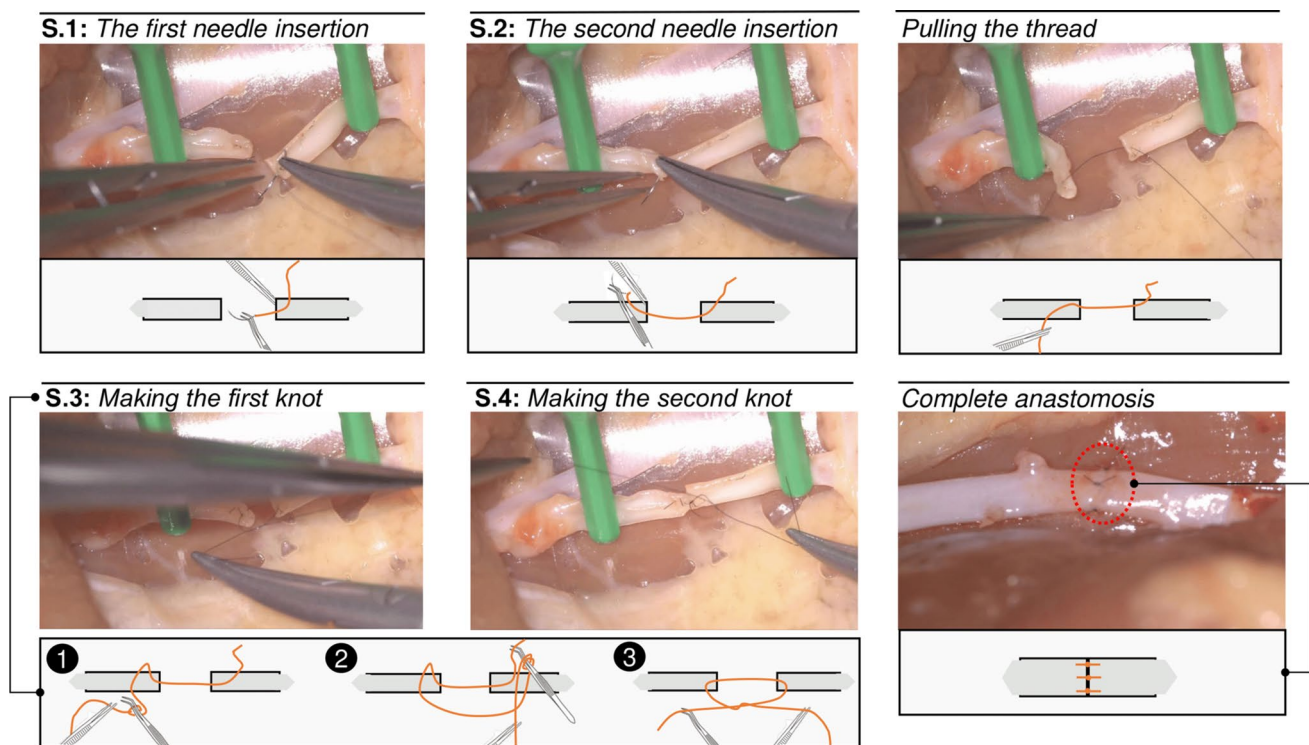 S.1: The first needle insertion
S.2: The second needle insertion
Pulling the thread
S.3: Making the first knot
S.4: Making the second knot
Complete anastomosis
1
2
3